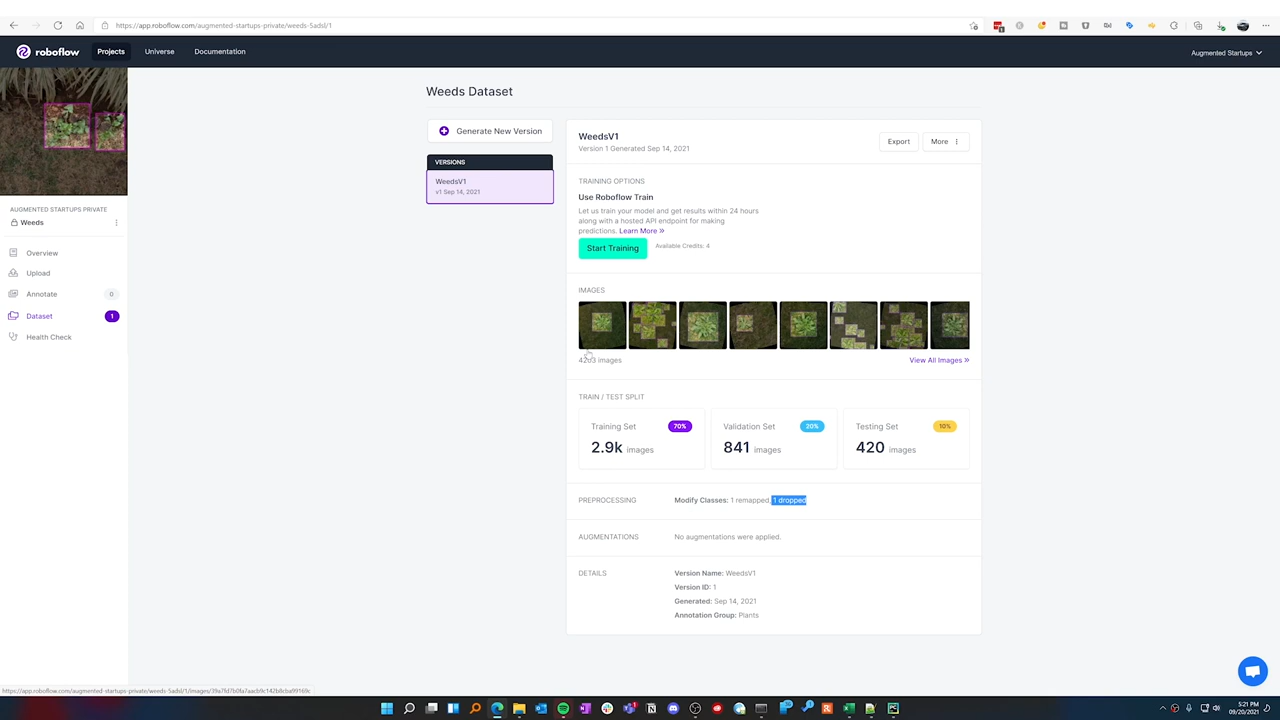 https://app.roboflow.com/augmented-startups-private/weeds-5adsl/1
roboflow
Projects
Universe
Documentation
Augmented Startups
AUGMENTED STARTUPS PRIVATE
Weeds
Overview
Upload
Annotate 0
Dataset 1
Health Check
Weeds Dataset
Generate New Version
VERSIONS
WeedsV1
v1 Sep 14, 2021
WeedsV1
Version 1 Generated Sep 14, 2021
Export
More
TRAINING OPTIONS
Use Roboflow Train
Let us train your model and get results within 24 hours
along with a hosted API endpoint for making
predictions. Learn More »
Start Training
Available Credits: 4
IMAGES
4203 images
View All Images »
TRAIN / TEST SPLIT
Training Set 70%
2.9k images
Validation Set 20%
841 images
Testing Set 10%
420 images
PREPROCESSING
Modify Classes: 1 remapped, 1 dropped
AUGMENTATIONS
No augmentations were applied.
DETAILS
Version Name: WeedsV1
Version ID: 1
Generated: Sep 14, 2021
Annotation Group: Plants
5:21 PM
09/20/2021